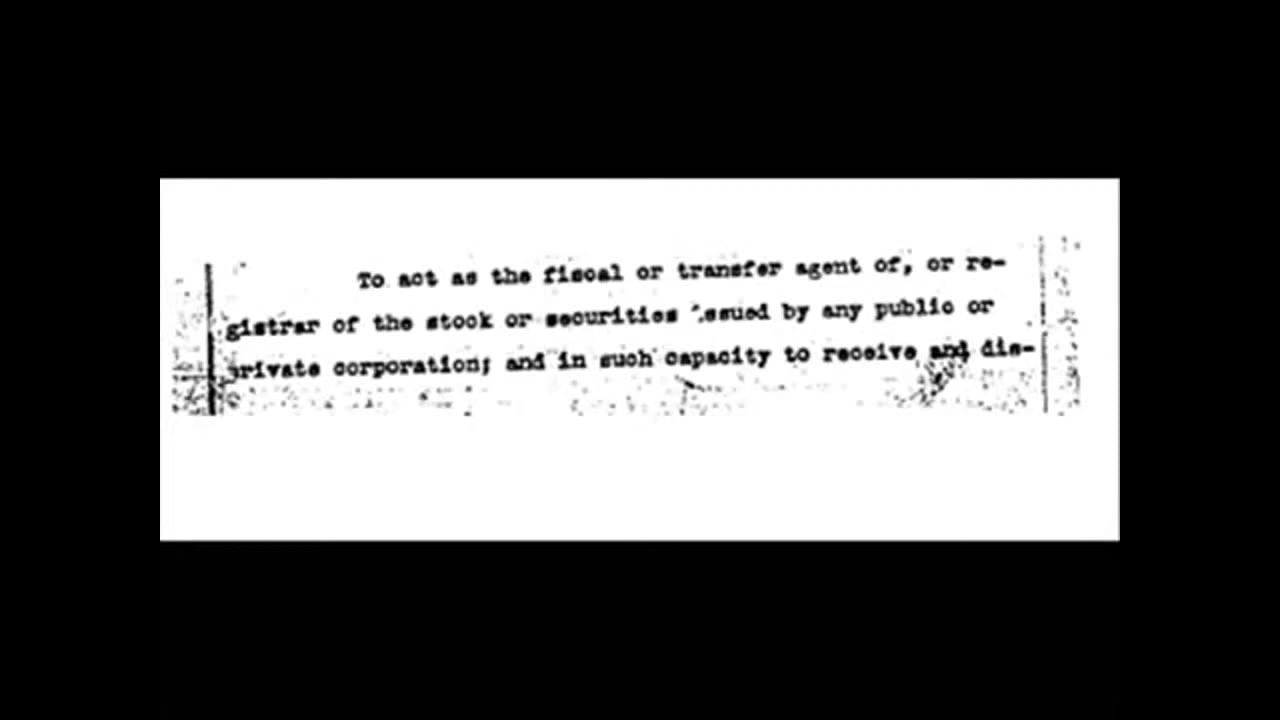 To act as the fiscal or transfer agent of, or re-
gistrar of the stock or securities issued by any public or
private corporation; and in such capacity to receive and dis-